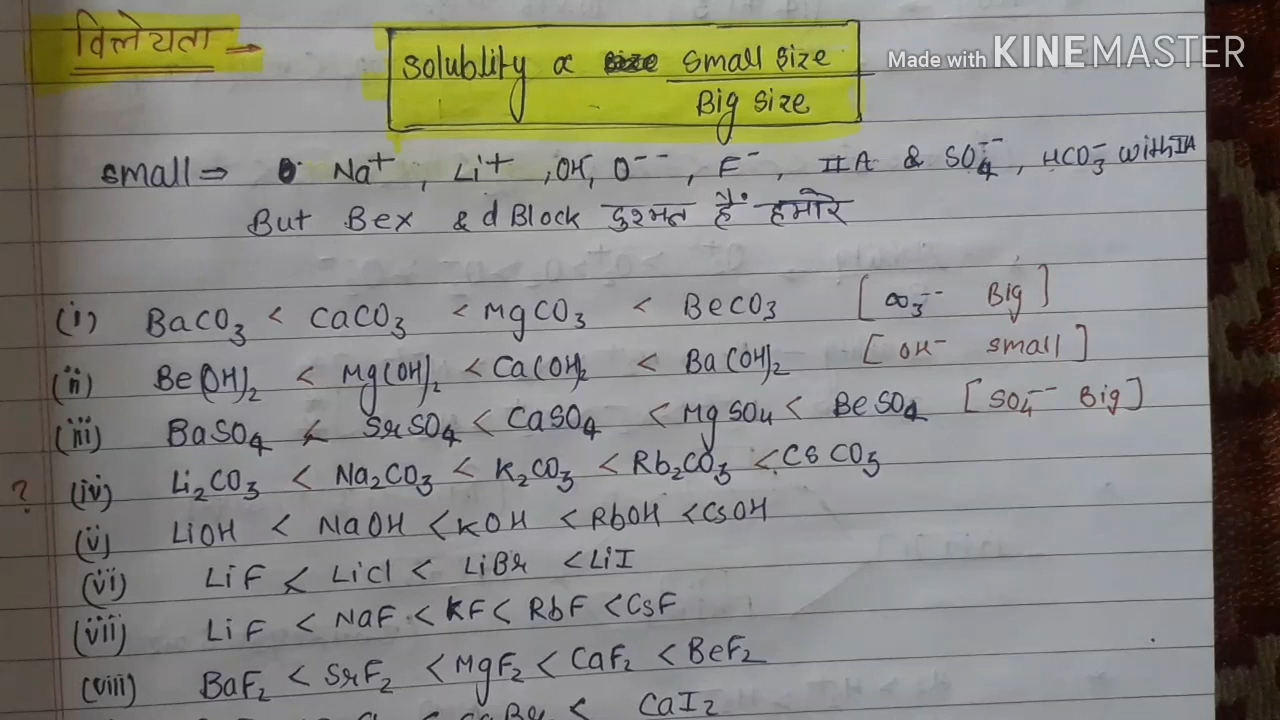 विलेयता →
Solublity ∝ Small size / Big size
Made with KINEMASTER
small ⇒ Na⁺, Li⁺, OH⁻, O⁻⁻, F⁻, IIA & SO₄⁻⁻, HCO₃⁻ with IA
But Bex & d Block दुश्मन हैं हमारे
(i) BaCO₃ < CaCO₃ < MgCO₃ < BeCO₃ [CO₃⁻⁻ Big]
(ii) Be(OH)₂ < Mg(OH)₂ < Ca(OH)₂ < Ba(OH)₂ [OH⁻ small]
(iii) BaSO₄ < SrSO₄ < CaSO₄ < MgSO₄ < BeSO₄ [SO₄⁻⁻ Big]
? (iv) Li₂CO₃ < Na₂CO₃ < K₂CO₃ < Rb₂CO₃ < CsCO₃
(v) LiOH < NaOH < KOH < RbOH < CsOH
(vi) LiF < LiCl < LiBr < LiI
(vii) LiF < NaF < KF < RbF < CsF
(viii) BaF₂ < SrF₂ < MgF₂ < CaF₂ < BeF₂
< CaI₂